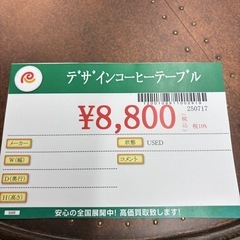 デザインコーヒーテーブル
¥8,800
(税込)
250717
税10%
メーカー
状態 USED
W(幅)
コメント
D(奥行)
H(高さ)
安心の全国展開中! 高価買取致します!